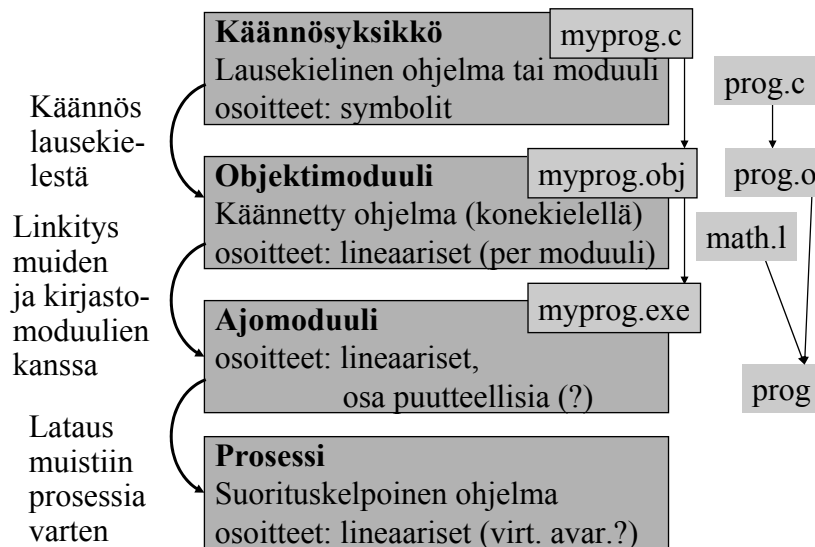 Käännösyksikkö
myprog.c
Lausekielinen ohjelma tai moduuli
osoitteet: symbolit
prog.c
Käännös
lausekie-
lestä
Objektimoduuli
myprog.obj
prog.o
Käännetty ohjelma (konekielellä)
osoitteet: lineaariset (per moduuli)
math.l
Linkitys
muiden
ja kirjasto-
moduulien
kanssa
Ajomoduuli
myprog.exe
osoitteet: lineaariset,
osa puutteellisia (?)
prog
Lataus
muistiin
prosessia
varten
Prosessi
Suorituskelpoinen ohjelma
osoitteet: lineaariset (virt. avar.?)